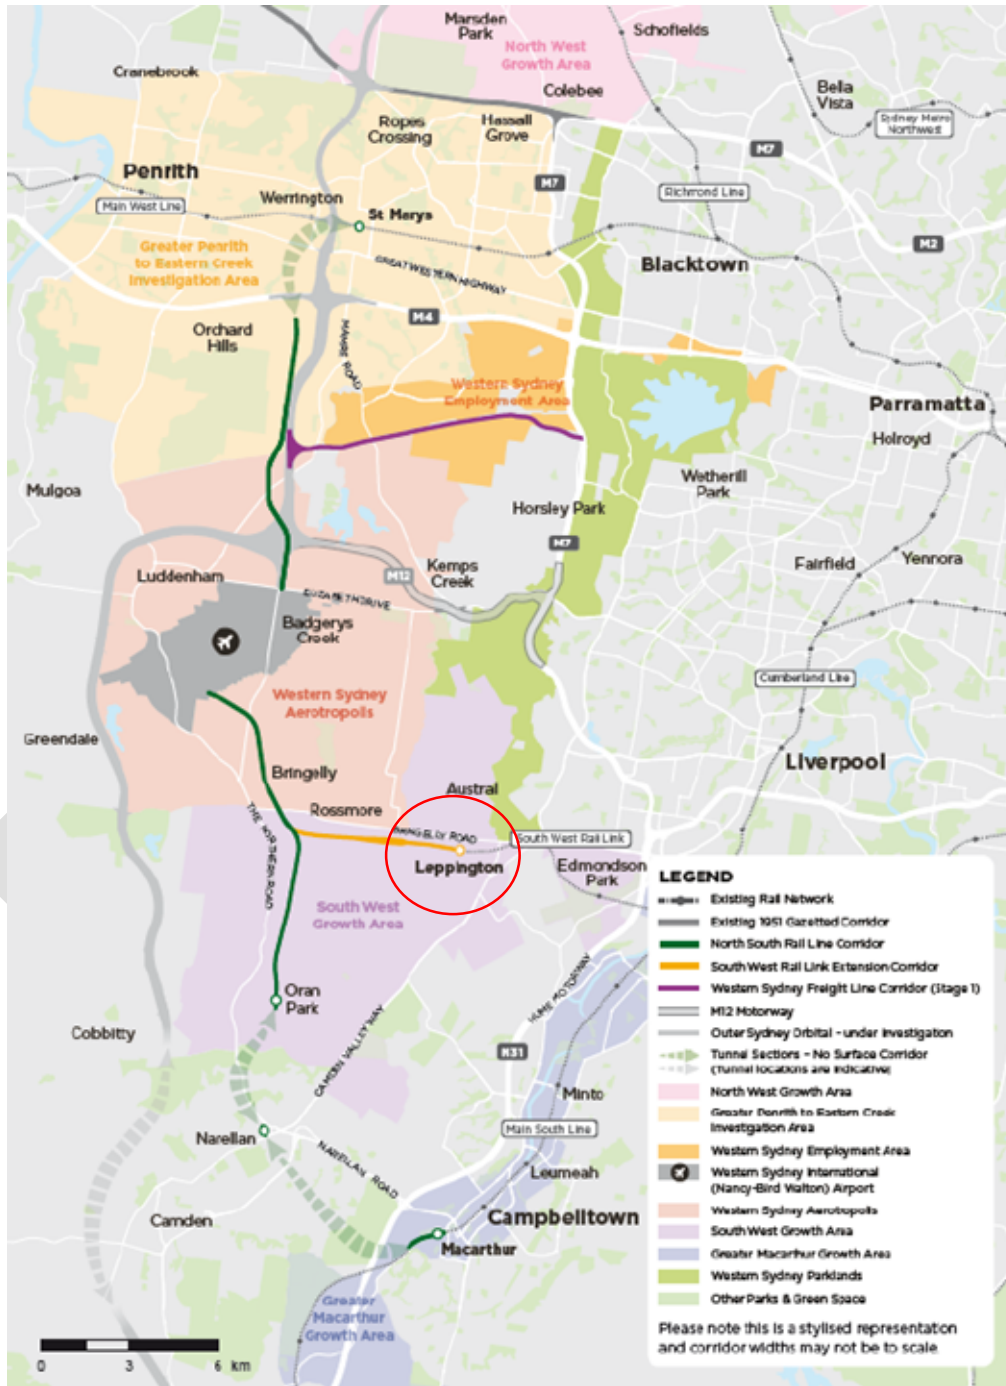 Marsden
Park
Schofields
North West
Growth Area
Cranebrook
Colebee
Bella
Vista
Ropes
Crossing
Hassall
Grove
Sydney Metro
Northwest
M7
Penrith
M7
Richmond Line
Werrington
Main West Line
St Marys
M2
Greater Penrith
to Eastern Creek
Investigation Area
GREAT WESTERN HIGHWAY
Blacktown
M4
Orchard
Hills
MAMRE ROAD
Western Sydney
Employment Area
Parramatta
Holroyd
Mulgoa
Wetherill
Park
Horsley Park
M7
Fairfield
Yennora
Kemps
Creek
Luddenham
M12
ELIZABETH DRIVE
Badgerys
Creek
Cumberland Line
Western Sydney
Aerotropolis
Greendale
Liverpool
Bringelly
Austral
Rossmore
THE NORTHERN ROAD
BRINGELLY ROAD
South West Rail Link
Leppington
Edmondson
Park
South West
Growth Area
Oran
Park
HUME MOTORWAY
Cobbitty
CAMDEN VALLEY WAY
M31
Minto
Narellan
Main South Line
NARELLAN ROAD
Leumeah
Camden
Campbelltown
Macarthur
Greater
Macarthur
Growth Area
0 3 6 km
LEGEND
Existing Rail Network
Existing 1951 Gazetted Corridor
North South Rail Line Corridor
South West Rail Link Extension Corridor
Western Sydney Freight Line Corridor (Stage 1)
M12 Motorway
Outer Sydney Orbital - under investigation
Tunnel Sections - No Surface Corridor
(Tunnel locations are indicative)
North West Growth Area
Greater Penrith to Eastern Creek
Investigation Area
Western Sydney Employment Area
Western Sydney International
(Nancy-Bird Walton) Airport
Western Sydney Aerotropolis
South West Growth Area
Greater Macarthur Growth Area
Western Sydney Parklands
Other Parks & Green Space
Please note this is a stylised representation
and corridor widths may not be to scale.